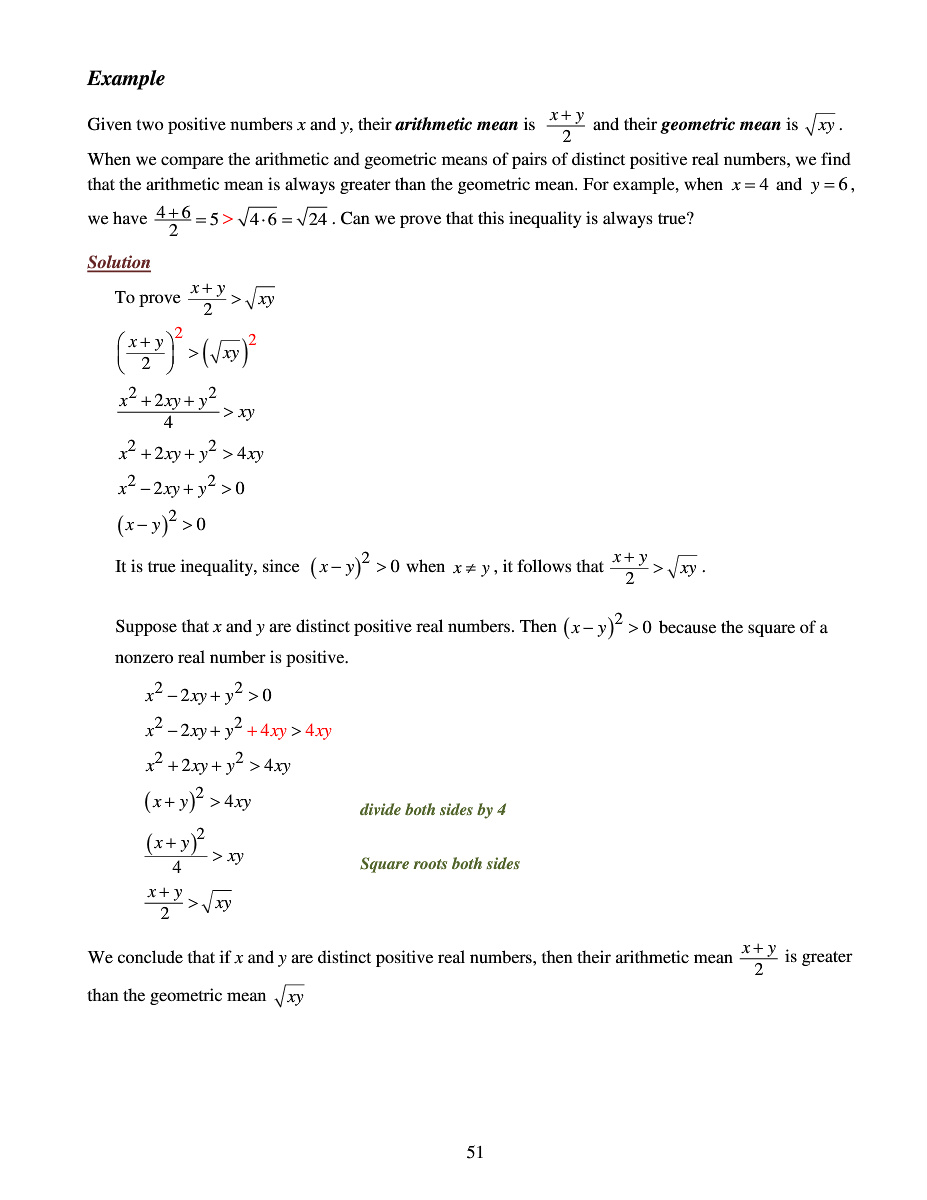 Example
Given two positive numbers x and y, their arithmetic mean is $\frac{x+y}{2}$ and their geometric mean is $\sqrt{xy}$.
When we compare the arithmetic and geometric means of pairs of distinct positive real numbers, we find
that the arithmetic mean is always greater than the geometric mean. For example, when $x=4$ and $y=6$,
we have $\frac{4+6}{2}=5>\sqrt{4\cdot 6}=\sqrt{24}$. Can we prove that this inequality is always true?
Solution
To prove $\frac{x+y}{2}>\sqrt{xy}$
$\left(\frac{x+y}{2}\right)^2>\left(\sqrt{xy}\right)^2$
$\frac{x^2+2xy+y^2}{4}>xy$
$x^2+2xy+y^2>4xy$
$x^2-2xy+y^2>0$
$(x-y)^2>0$
It is true inequality, since $(x-y)^2>0$ when $x\neq y$, it follows that $\frac{x+y}{2}>\sqrt{xy}$.
Suppose that x and y are distinct positive real numbers. Then $(x-y)^2>0$ because the square of a
nonzero real number is positive.
$x^2-2xy+y^2>0$
$x^2-2xy+y^2+4xy>4xy$
$x^2+2xy+y^2>4xy$
$(x+y)^2>4xy$ divide both sides by 4
$\frac{(x+y)^2}{4}>xy$ Square roots both sides
$\frac{x+y}{2}>\sqrt{xy}$
We conclude that if x and y are distinct positive real numbers, then their arithmetic mean $\frac{x+y}{2}$ is greater
than the geometric mean $\sqrt{xy}$
51